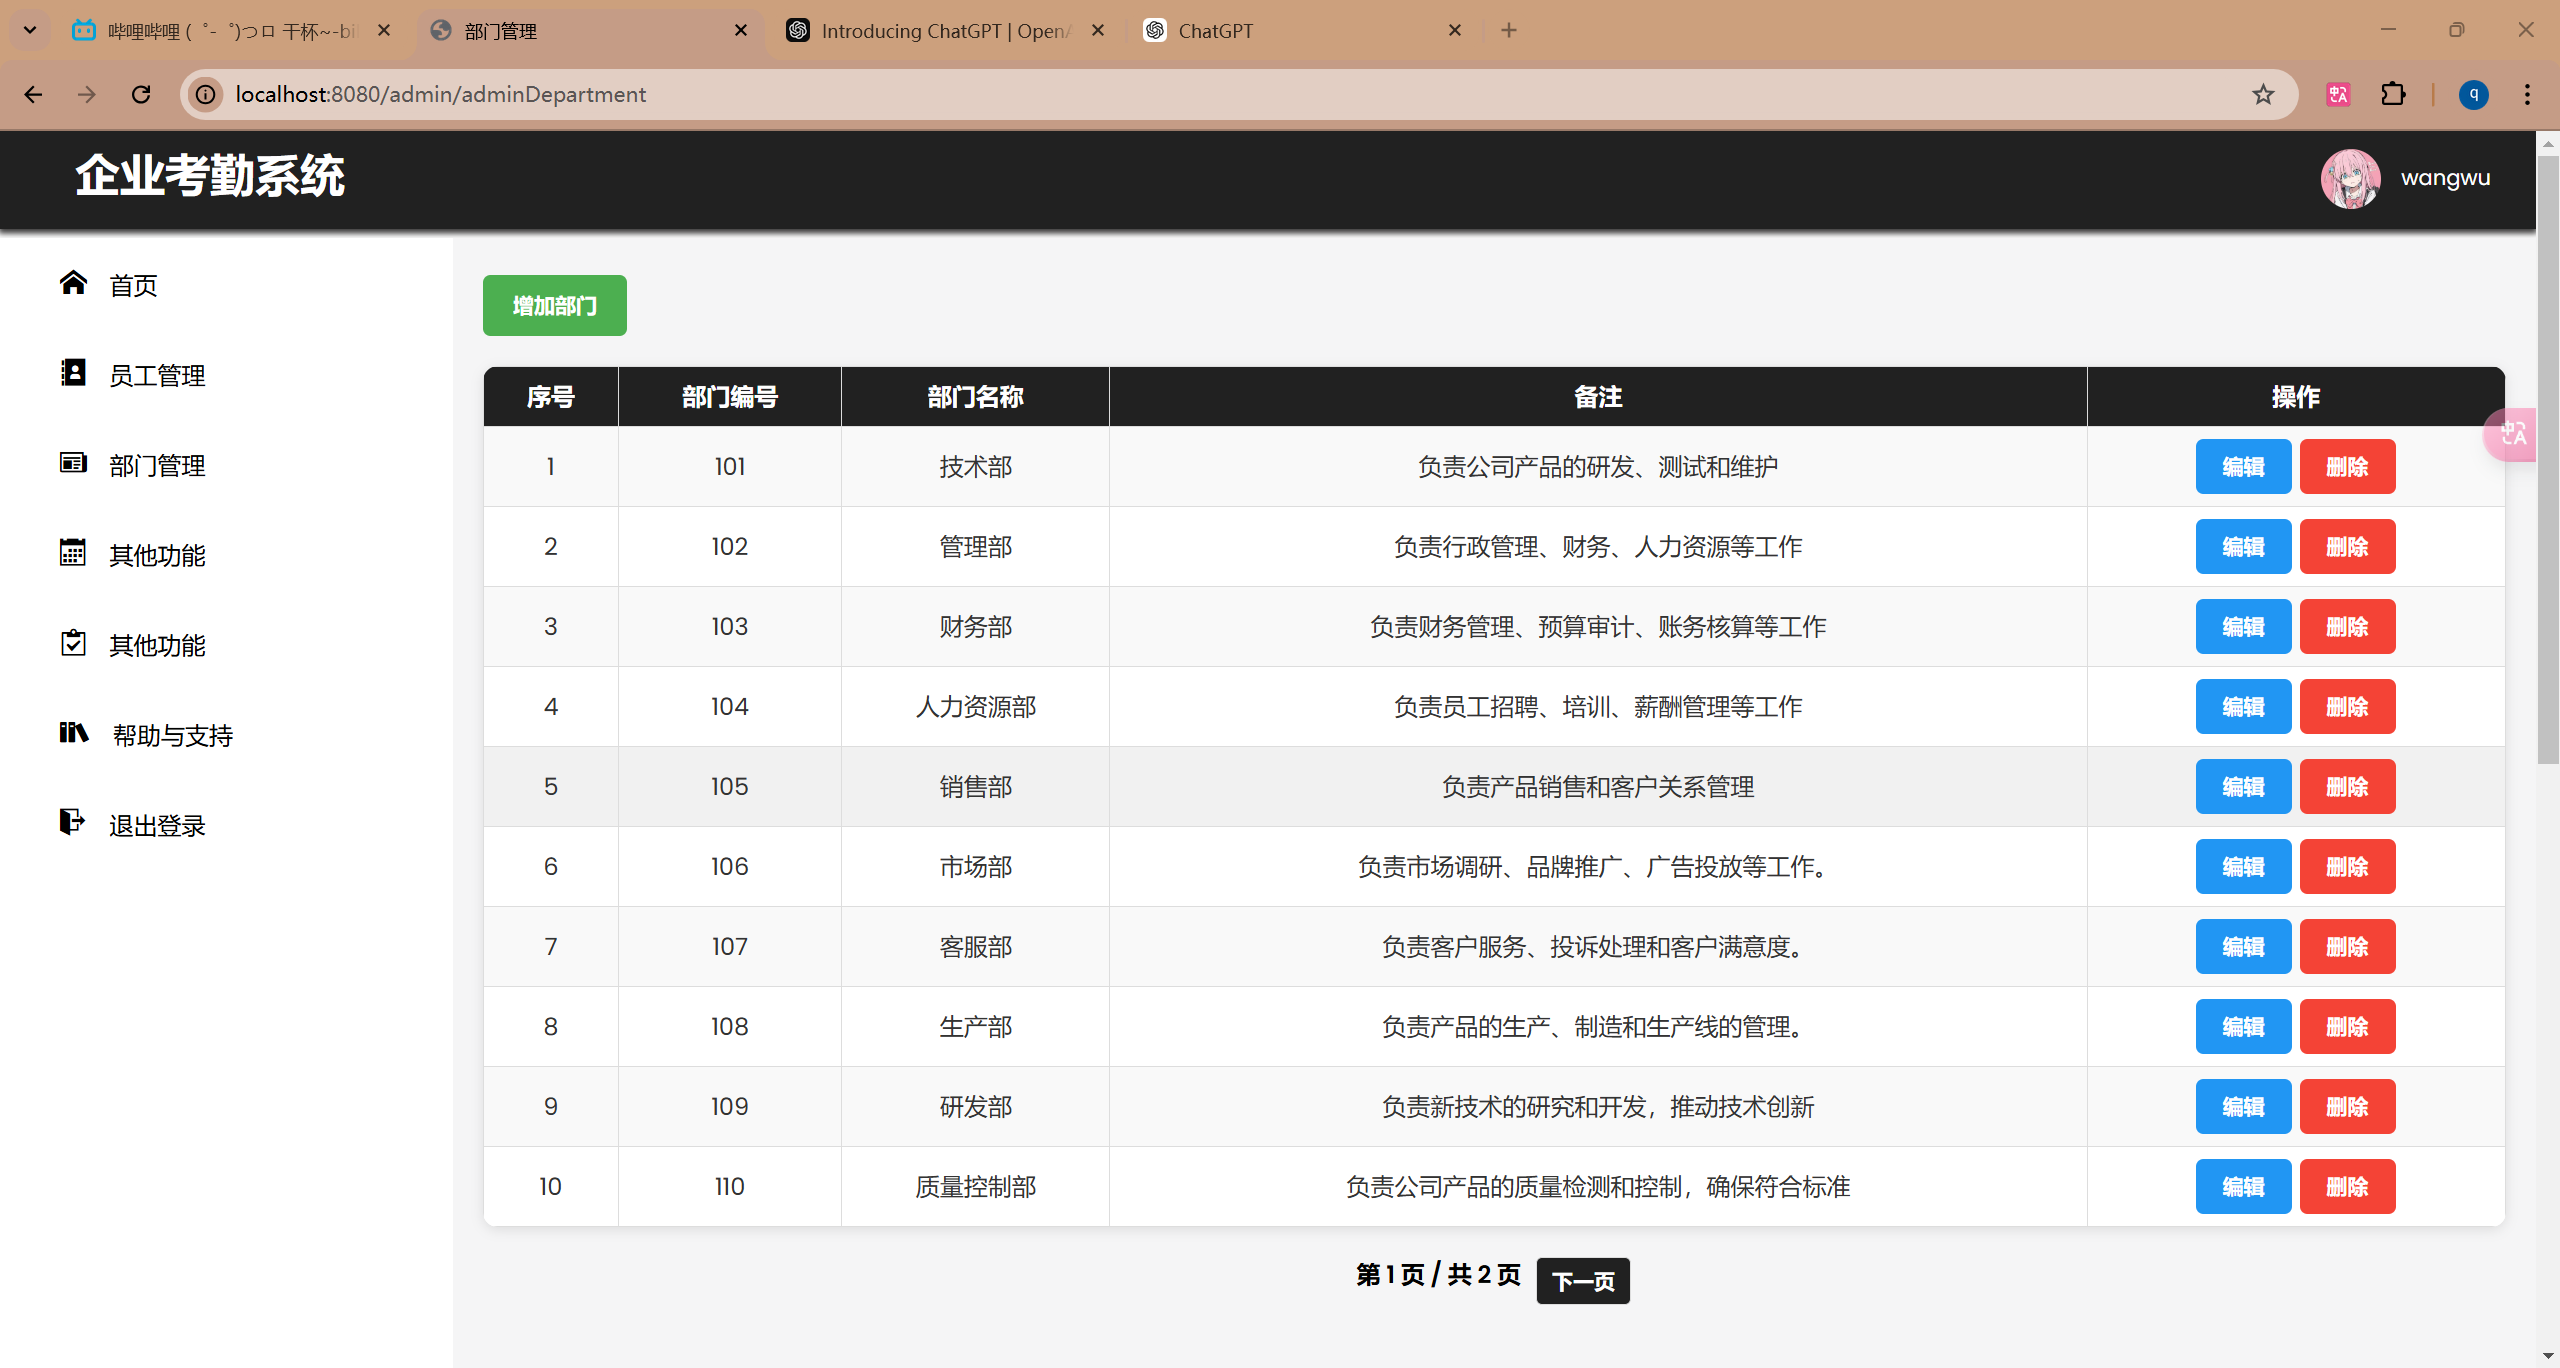 哔哩哔哩 (゜-゜)つロ 干杯~-bi
部门管理
Introducing ChatGPT | Open
ChatGPT
localhost:8080/admin/adminDepartment
q
企业考勤系统
wangwu
首页
员工管理
部门管理
其他功能
其他功能
帮助与支持
退出登录
增加部门
序号 部门编号 部门名称 备注 操作
1 101 技术部 负责公司产品的研发、测试和维护 编辑 删除
2 102 管理部 负责行政管理、财务、人力资源等工作 编辑 删除
3 103 财务部 负责财务管理、预算审计、账务核算等工作 编辑 删除
4 104 人力资源部 负责员工招聘、培训、薪酬管理等工作 编辑 删除
5 105 销售部 负责产品销售和客户关系管理 编辑 删除
6 106 市场部 负责市场调研、品牌推广、广告投放等工作。 编辑 删除
7 107 客服部 负责客户服务、投诉处理和客户满意度。 编辑 删除
8 108 生产部 负责产品的生产、制造和生产线的管理。 编辑 删除
9 109 研发部 负责新技术的研究和开发，推动技术创新 编辑 删除
10 110 质量控制部 负责公司产品的质量检测和控制，确保符合标准 编辑 删除
第 1 页 / 共 2 页 下一页